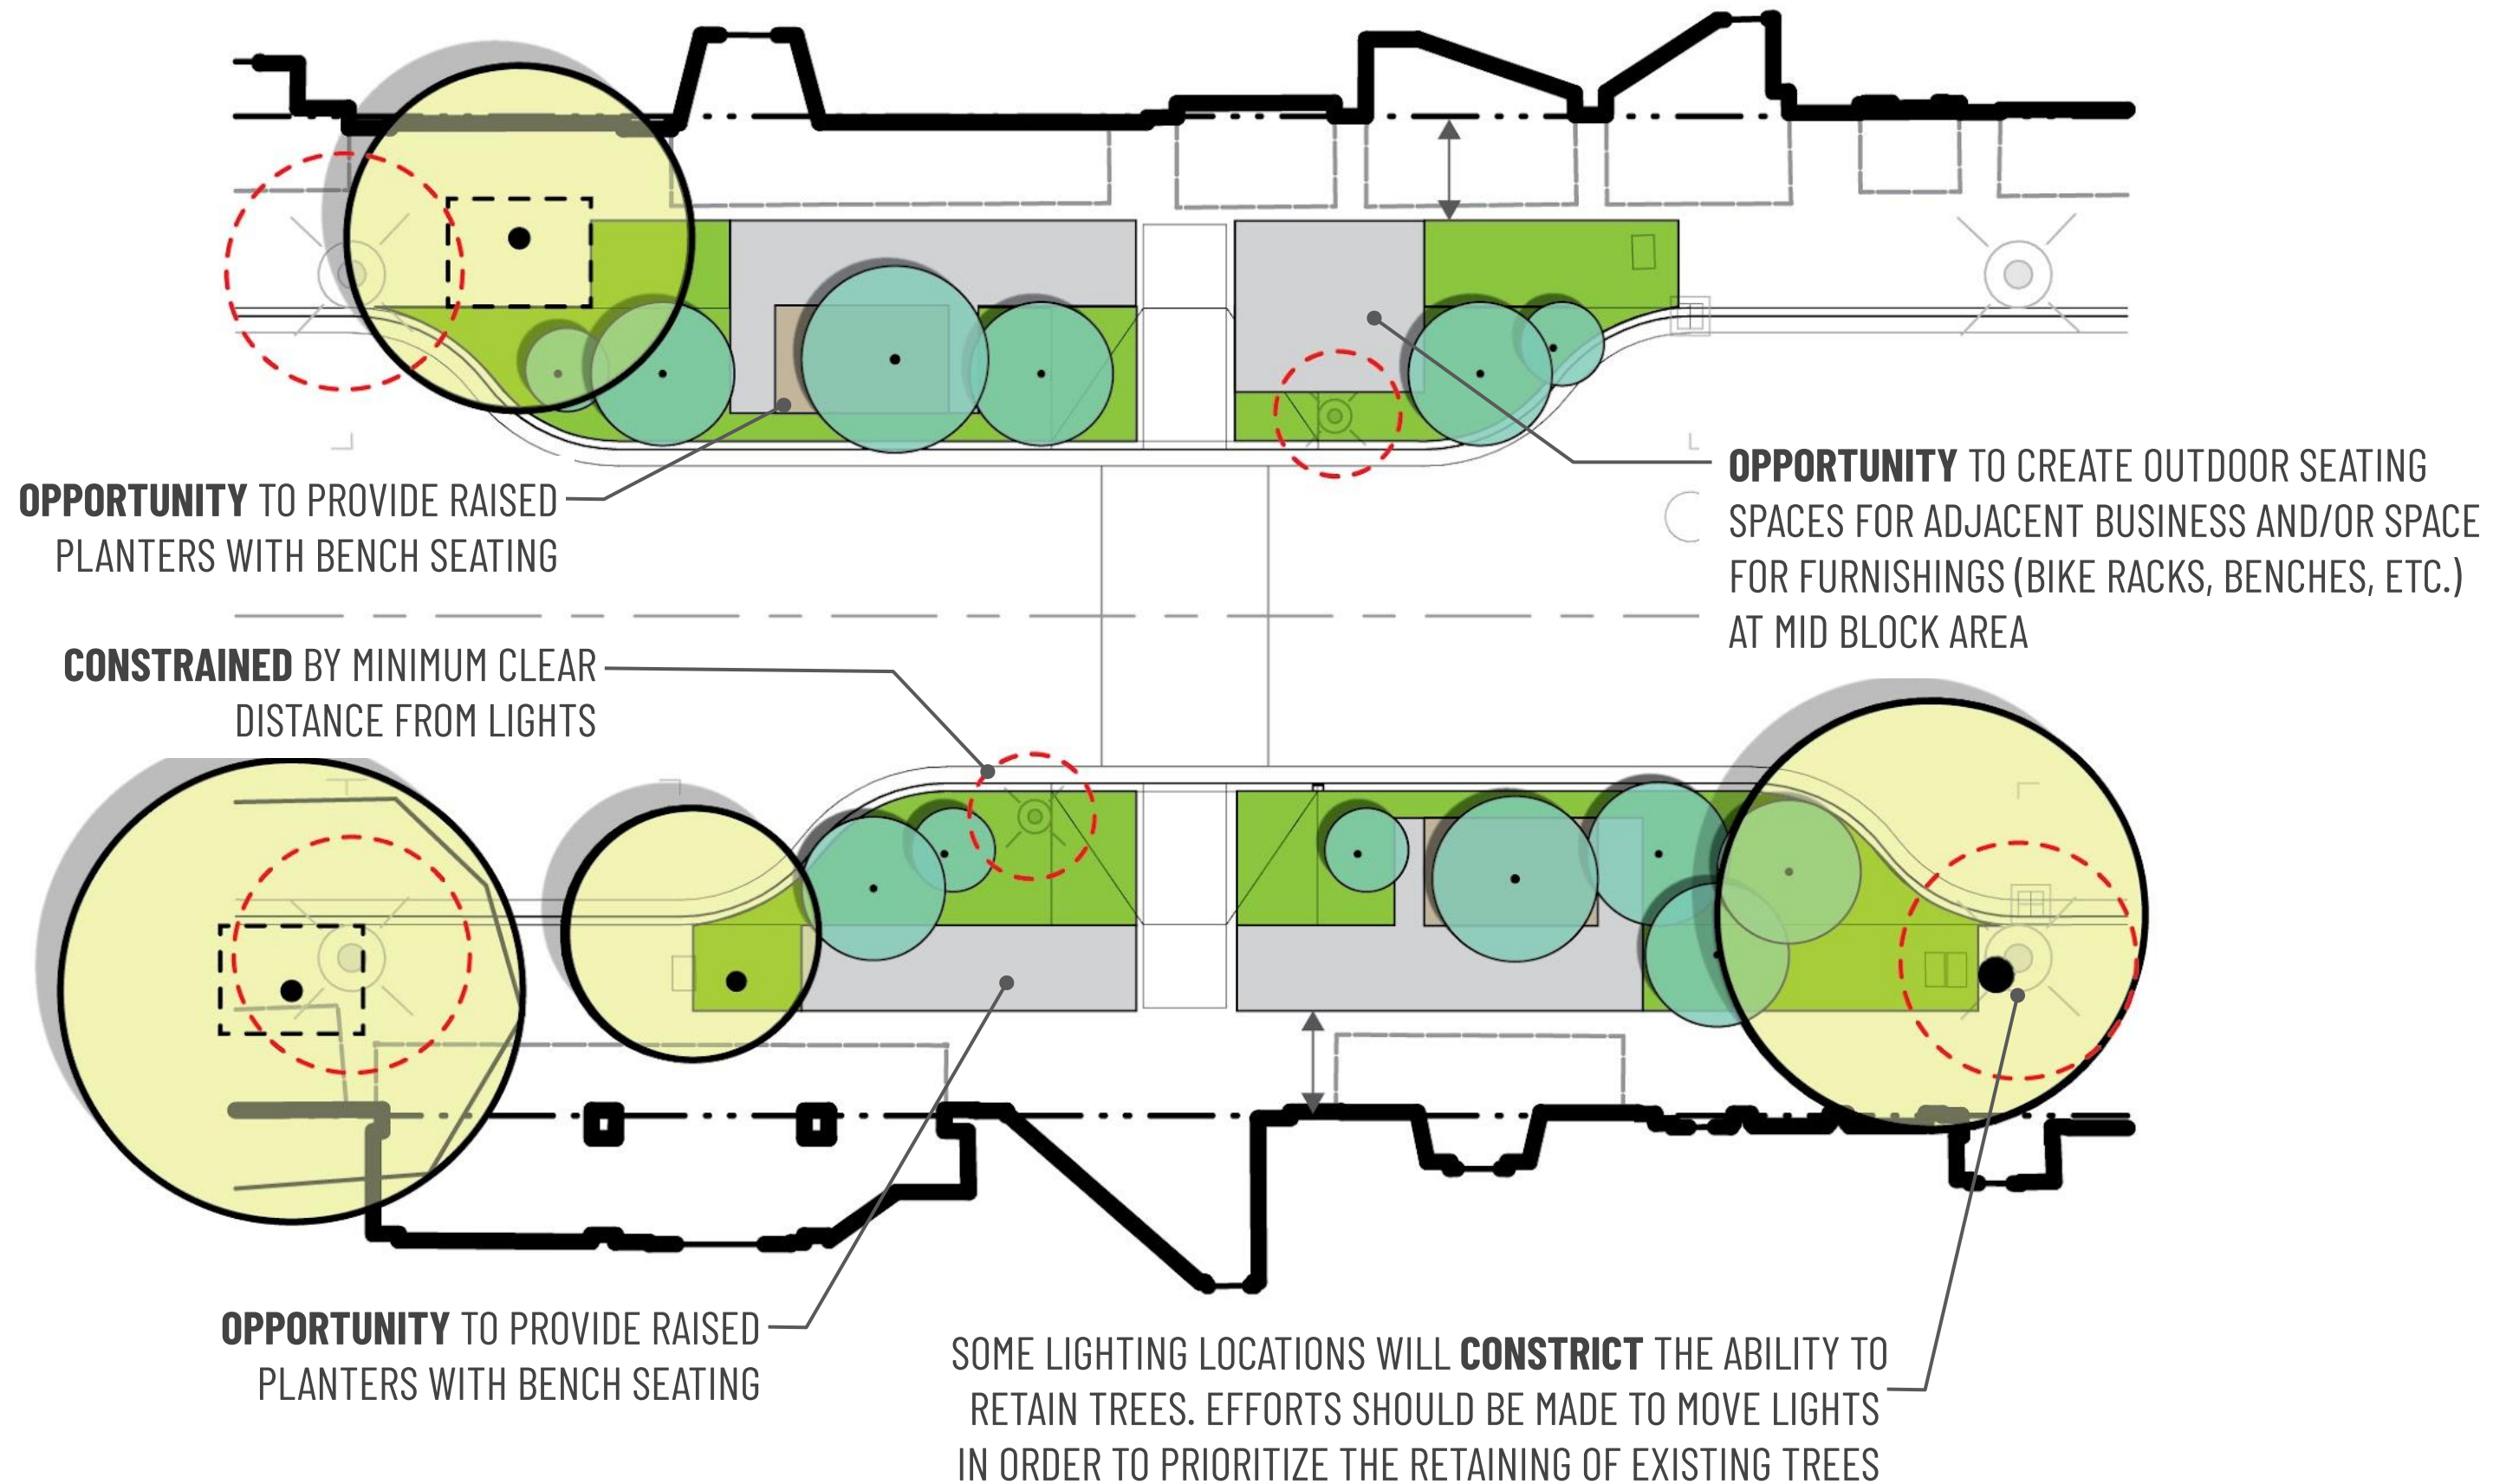 OPPORTUNITY TO PROVIDE RAISED
PLANTERS WITH BENCH SEATING
OPPORTUNITY TO CREATE OUTDOOR SEATING
SPACES FOR ADJACENT BUSINESS AND/OR SPACE
FOR FURNISHINGS (BIKE RACKS, BENCHES, ETC.)
AT MID BLOCK AREA
CONSTRAINED BY MINIMUM CLEAR
DISTANCE FROM LIGHTS
OPPORTUNITY TO PROVIDE RAISED
PLANTERS WITH BENCH SEATING
SOME LIGHTING LOCATIONS WILL CONSTRICT THE ABILITY TO
RETAIN TREES. EFFORTS SHOULD BE MADE TO MOVE LIGHTS
IN ORDER TO PRIORITIZE THE RETAINING OF EXISTING TREES